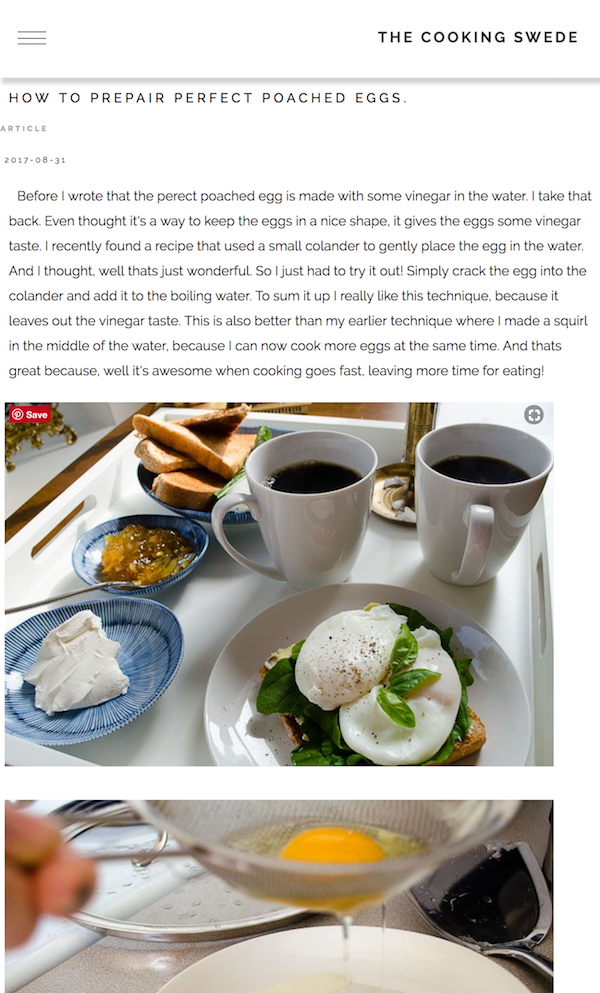 THE COOKING SWEDE
HOW TO PREPAIR PERFECT POACHED EGGS.
ARTICLE
2017-08-31
Before I wrote that the perect poached egg is made with some vinegar in the water. I take that
back. Even thought it's a way to keep the eggs in a nice shape, it gives the eggs some vinegar
taste. I recently found a recipe that used a small colander to gently place the egg in the water.
And I thought, well thats just wonderful. So I just had to try it out! Simply crack the egg into the
colander and add it to the boiling water. To sum it up I really like this technique, because it
leaves out the vinegar taste. This is also better than my earlier technique where I made a squirl
in the middle of the water, because I can now cook more eggs at the same time. And thats
great because, well it's awesome when cooking goes fast, leaving more time for eating!
Save